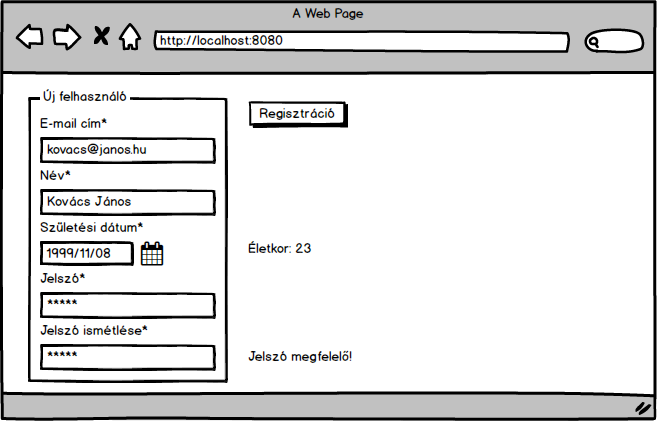 A Web Page
http://localhost:8080
Új felhasználó
Regisztráció
E-mail cím*
kovacs@janos.hu
Név*
Kovács János
Születési dátum*
1999/11/08
Életkor: 23
Jelszó*
*****
Jelszó ismétlése*
*****
Jelszó megfelelő!